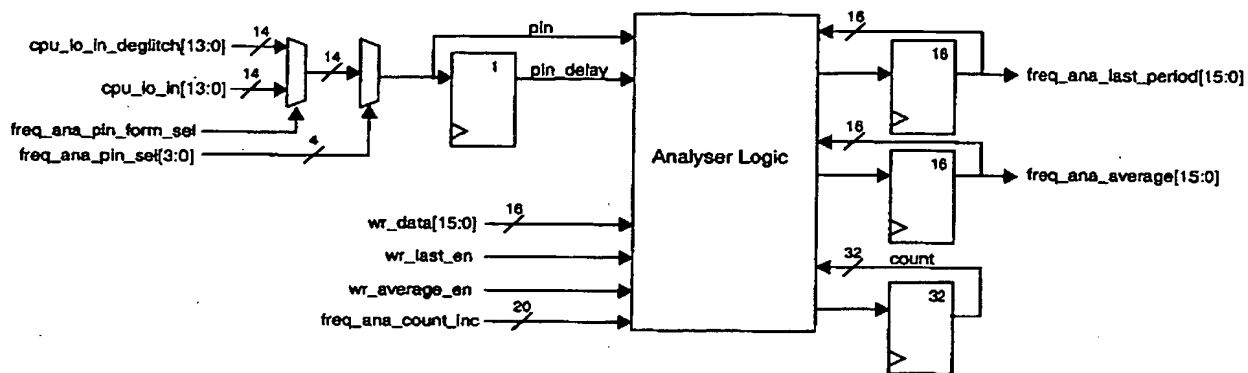 cpu_io_in_deglitch[13:0]
14
cpu_io_in[13:0]
14
freq_ana_pin_form_sel
freq_ana_pin_sel[3:0]
4
14
1
pin
pin_delay
wr_data[15:0]
16
wr_last_en
wr_average_en
freq_ana_count_inc
20
Analyser Logic
16
16
freq_ana_last_period[15:0]
16
16
freq_ana_average[15:0]
32
count
32